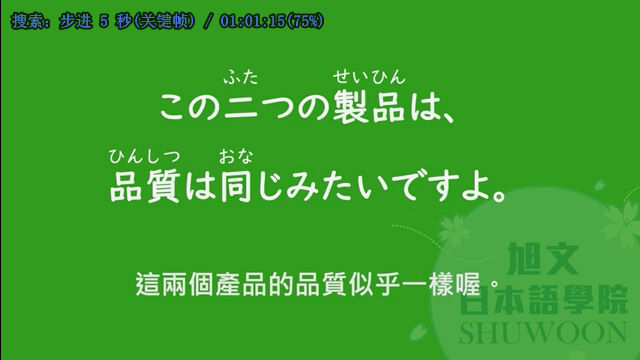 搜索: 步进 5 秒(关键帧) / 01:01:15(75%)
ふた せいひん
この二つの製品は、
ひんしつ おな
品質は同じみたいですよ。
這兩個產品的品質似乎一樣喔。
旭文
日本語學院
SHUWOON